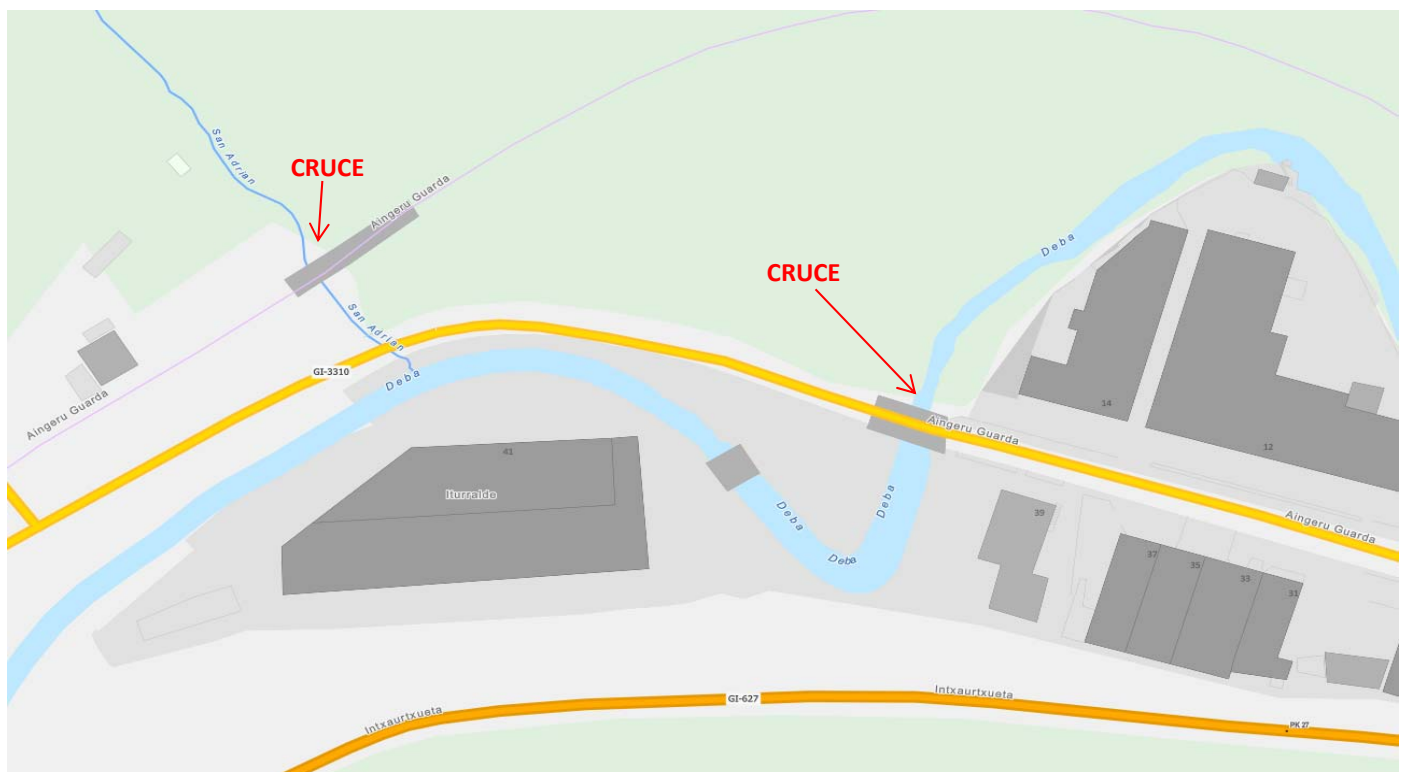 San Adrian
CRUCE
Aingeru Guarda
Deba
CRUCE
San Adrian
GI-3310
Deba
Aingeru Guarda
14
Aingeru Guarda
12
41
Iturralde
Deba
Deba
Deba
39
Aingeru Guarda
37
35
33
31
Intxaurtxueta
GI-627
Intxaurtxueta
PK 27